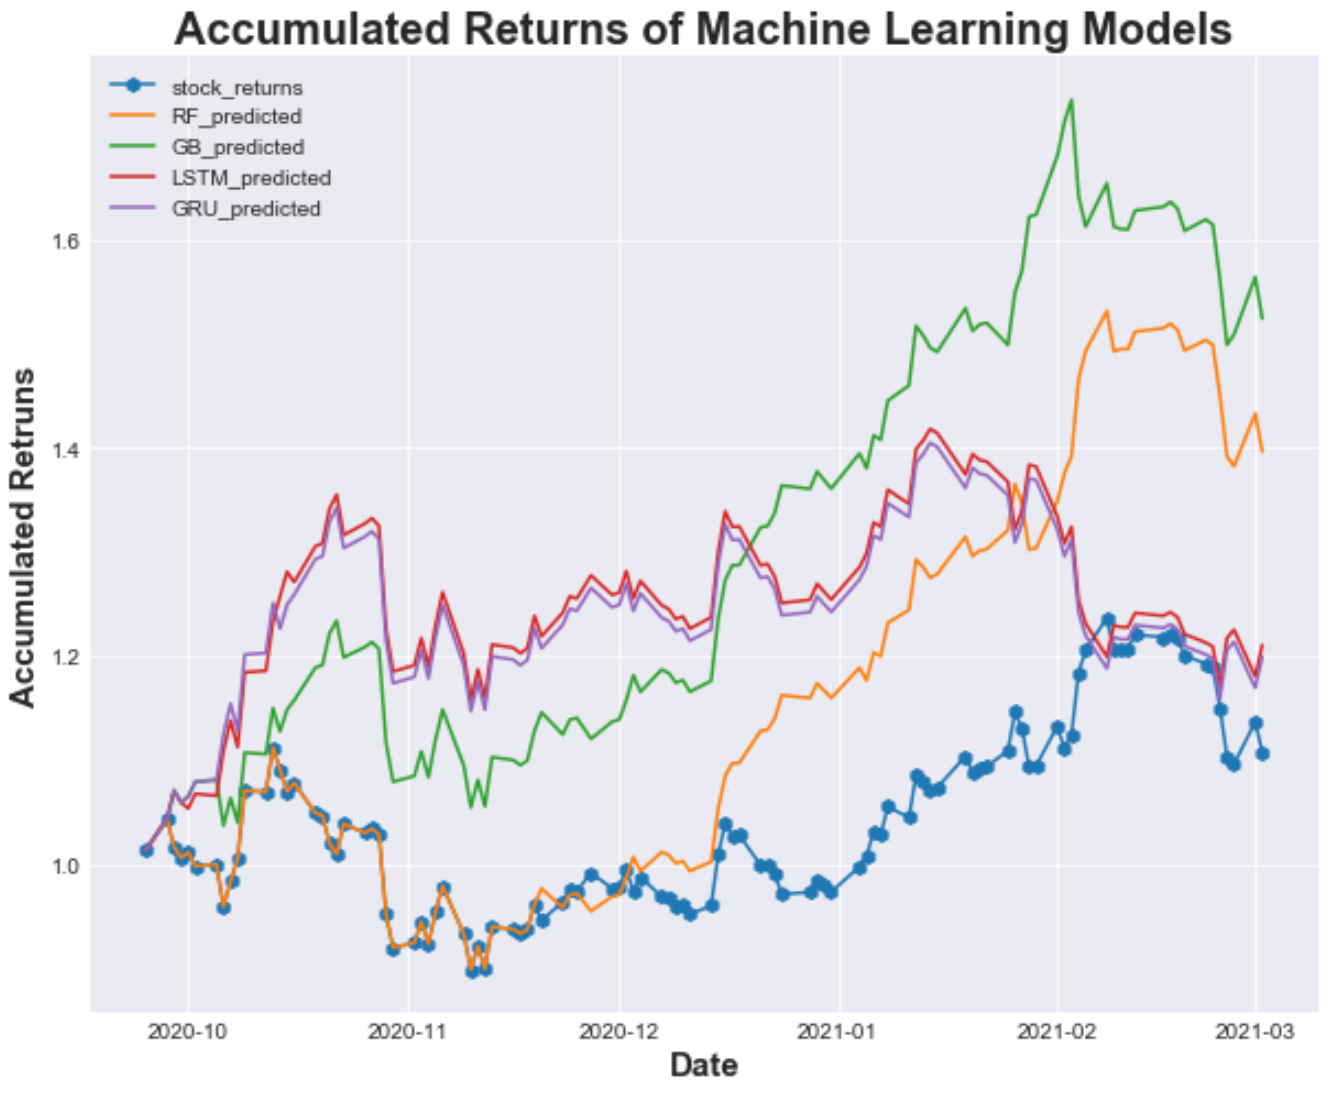 Accumulated Returns of Machine Learning Models
stock_returns
RF_predicted
GB_predicted
LSTM_predicted
GRU_predicted
Accumulated Retruns
1.6
1.4
1.2
1.0
2020-10 2020-11 2020-12 2021-01 2021-02 2021-03
Date